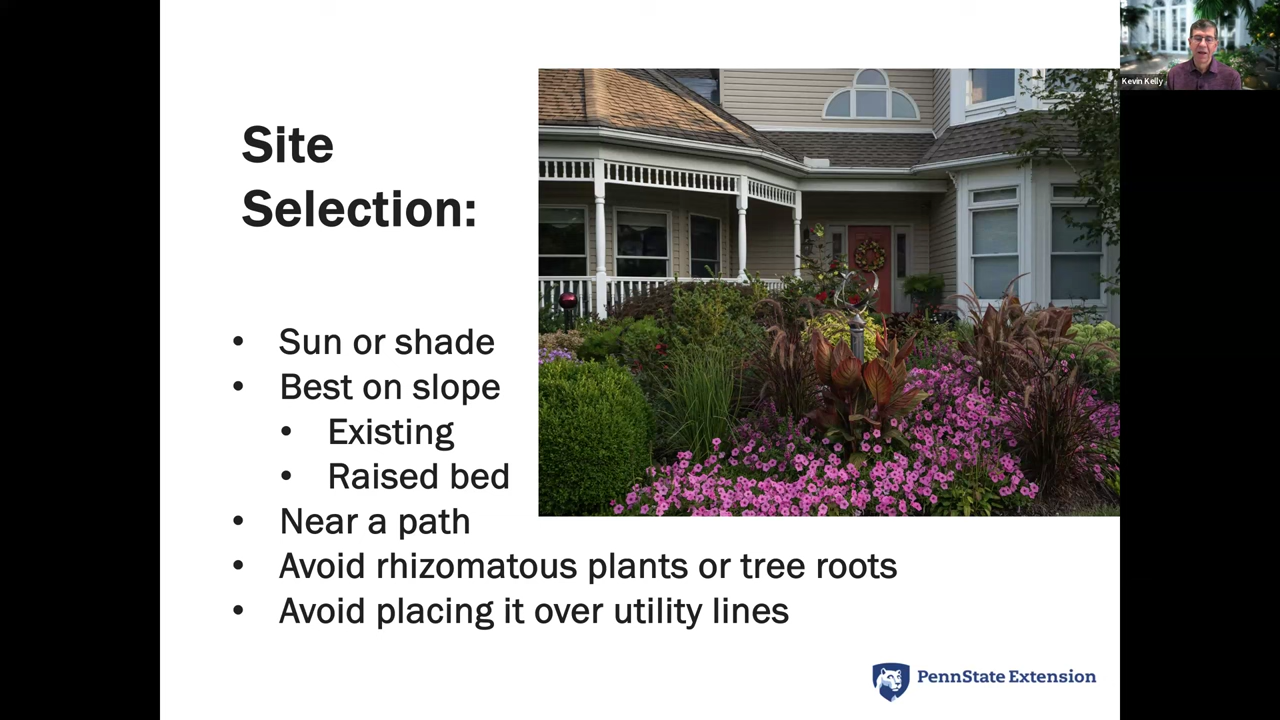 Kevin Kelly
Site
Selection:
• Sun or shade
• Best on slope
• Existing
• Raised bed
• Near a path
• Avoid rhizomatous plants or tree roots
• Avoid placing it over utility lines
PennState Extension